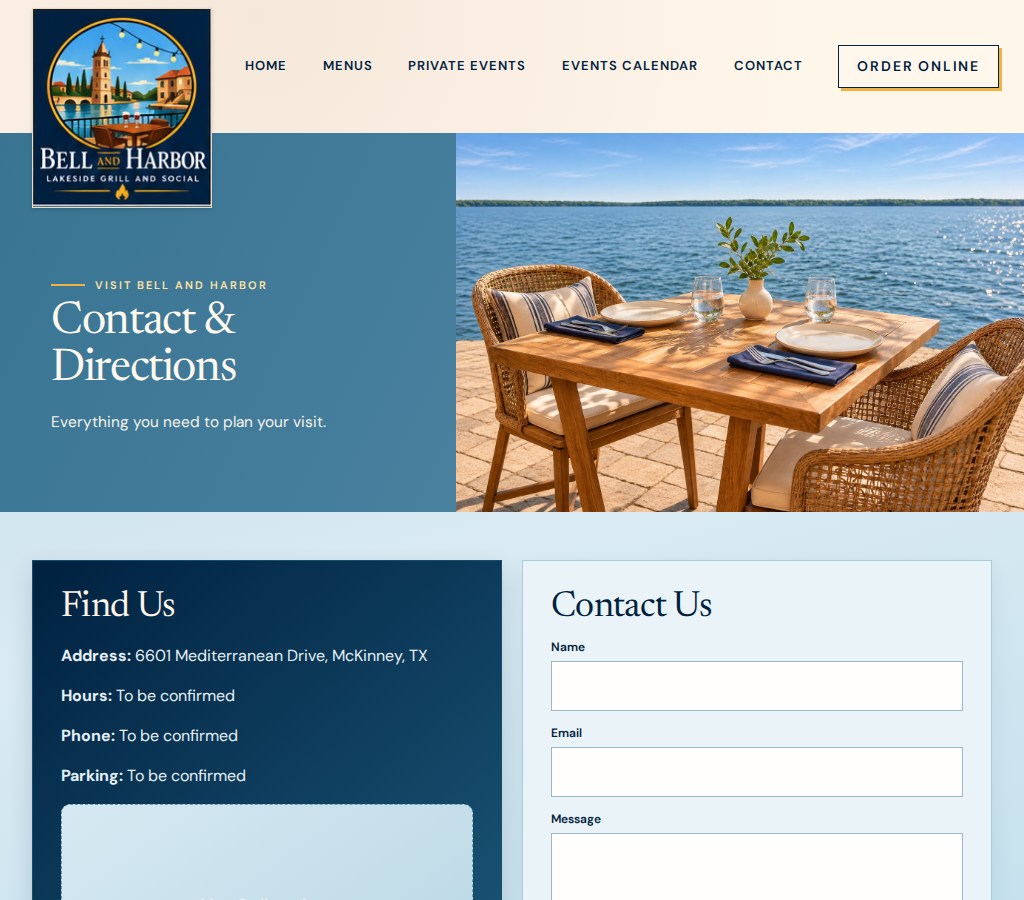 BELL AND HARBOR
LAKESIDE GRILL AND SOCIAL
HOME
MENUS
PRIVATE EVENTS
EVENTS CALENDAR
CONTACT
ORDER ONLINE
VISIT BELL AND HARBOR
Contact &
Directions
Everything you need to plan your visit.
Find Us
Address: 6601 Mediterranean Drive, McKinney, TX
Hours: To be confirmed
Phone: To be confirmed
Parking: To be confirmed
Contact Us
Name
Email
Message